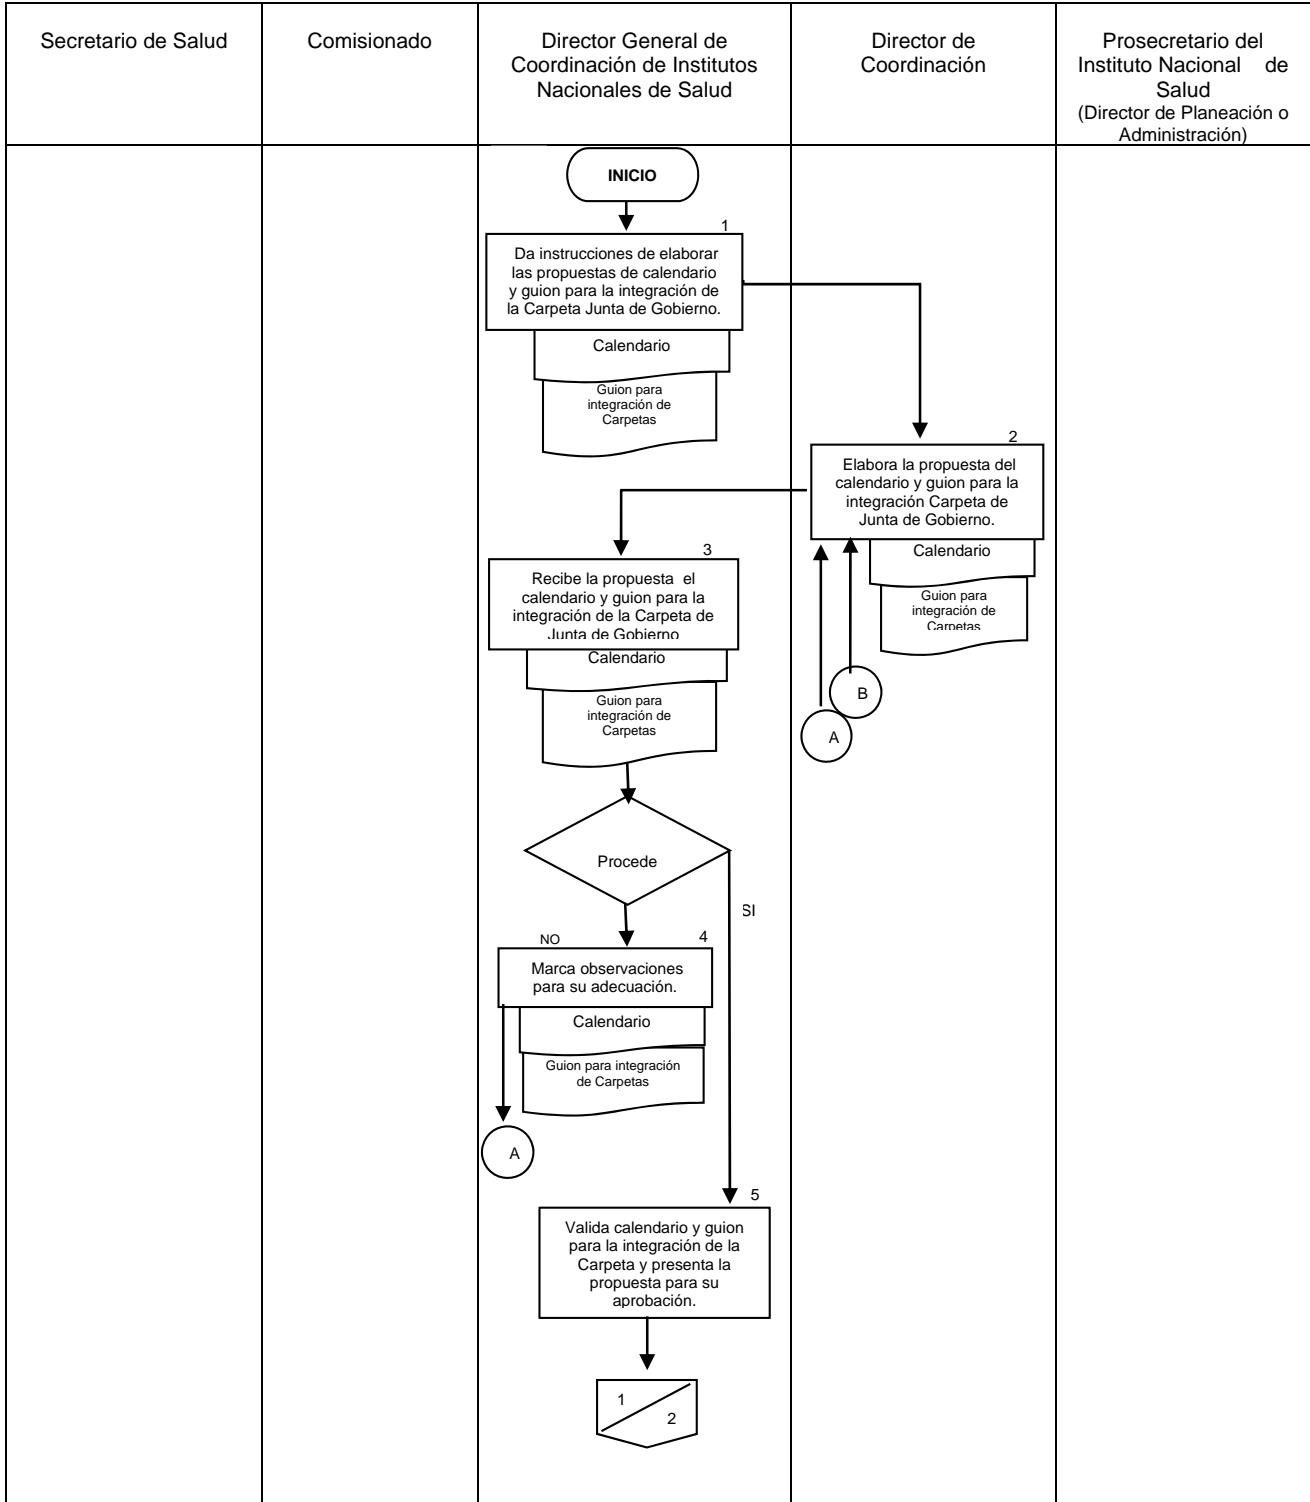 Secretario de Salud
Comisionado
Director General de
Coordinación de Institutos
Nacionales de Salud
Director de
Coordinación
Prosecretario del
Instituto Nacional de
Salud
(Director de Planeación o
Administración)
INICIO
1
Da instrucciones de elaborar
las propuestas de calendario
y guion para la integración de
la Carpeta Junta de Gobierno.
Calendario
Guion para
integración de
Carpetas
2
Elabora la propuesta del
calendario y guion para la
integración Carpeta de
Junta de Gobierno.
Calendario
Guion para
integración de
Carpetas
B
A
3
Recibe la propuesta el
calendario y guion para la
integración de la Carpeta de
Junta de Gobierno
Calendario
Guion para
integración de
Carpetas
Procede
SI
NO
4
Marca observaciones
para su adecuación.
Calendario
Guion para integración
de Carpetas
A
5
Valida calendario y guion
para la integración de la
Carpeta y presenta la
propuesta para su
aprobación.
1
2